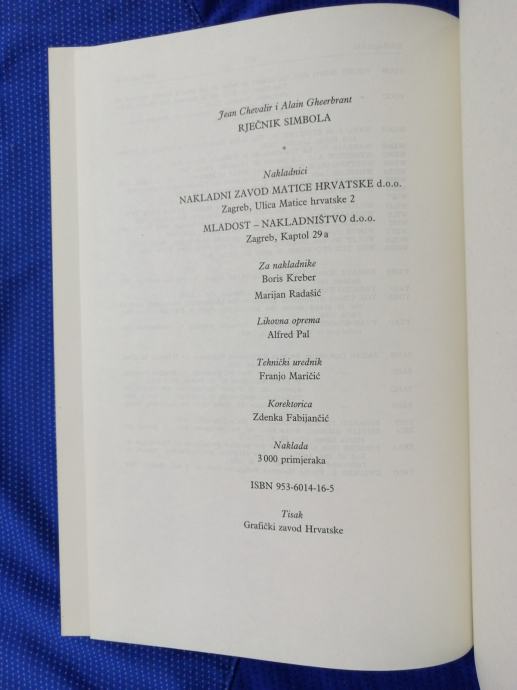 Jean Chevalir i Alain Gheerbrant
RJEČNIK SIMBOLA
*
Nakladnici
NAKLADNI ZAVOD MATICE HRVATSKE d.o.o.
Zagreb, Ulica Matice hrvatske 2
MLADOST – NAKLADNIŠTVO d.o.o.
Zagreb, Kaptol 29a
Za nakladnike
Boris Kreber
Marijan Radašić
Likovna oprema
Alfred Pal
Tehnički urednik
Franjo Maričić
Korektorica
Zdenka Fabijančić
Naklada
3 000 primjeraka
ISBN 953-6014-16-5
Tisak
Grafički zavod Hrvatske